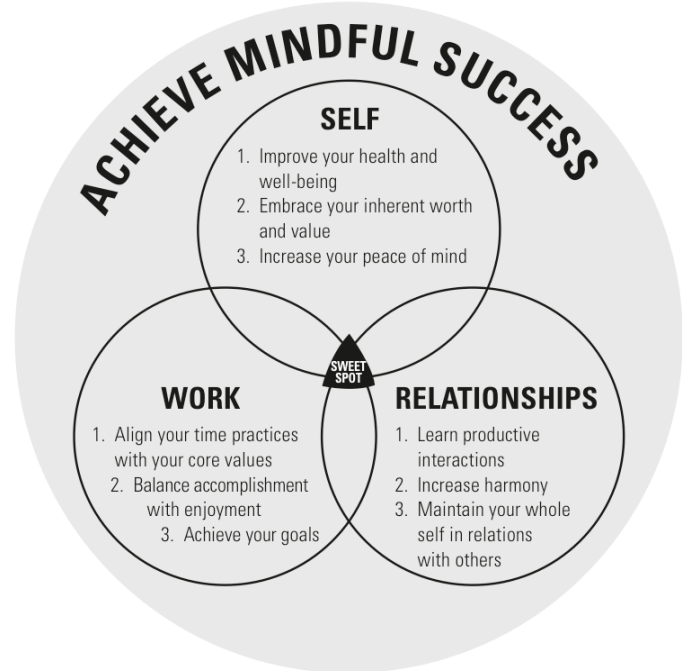 ACHIEVE MINDFUL SUCCESS
SELF
1. Improve your health and
well-being
2. Embrace your inherent worth
and value
3. Increase your peace of mind
SWEET
SPOT
WORK
1. Align your time practices
with your core values
2. Balance accomplishment
with enjoyment
3. Achieve your goals
RELATIONSHIPS
1. Learn productive
interactions
2. Increase harmony
3. Maintain your whole
self in relations
with others